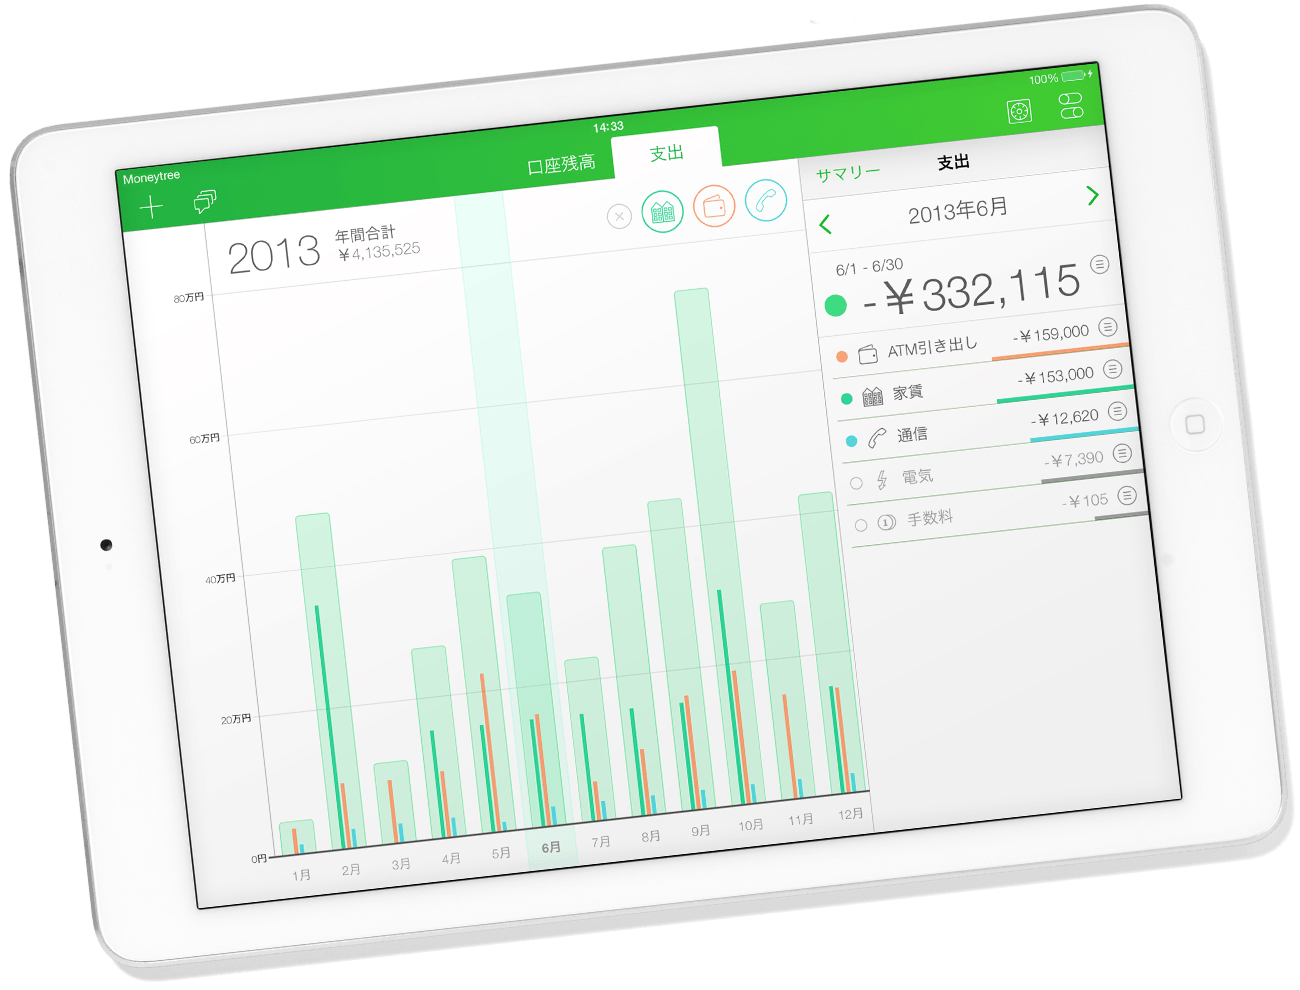 14:33
100%
Moneytree
口座残高
支出
2013
年間合計
¥4,135,525
80万円
60万円
40万円
20万円
0円
1月
2月
3月
4月
5月
6月
7月
8月
9月
10月
11月
12月
サマリー
支出
2013年6月
6/1 - 6/30
-¥332,115
ATM引き出し -¥159,000
家賃 -¥153,000
通信 -¥12,620
電気 -¥7,390
1 手数料 -¥105